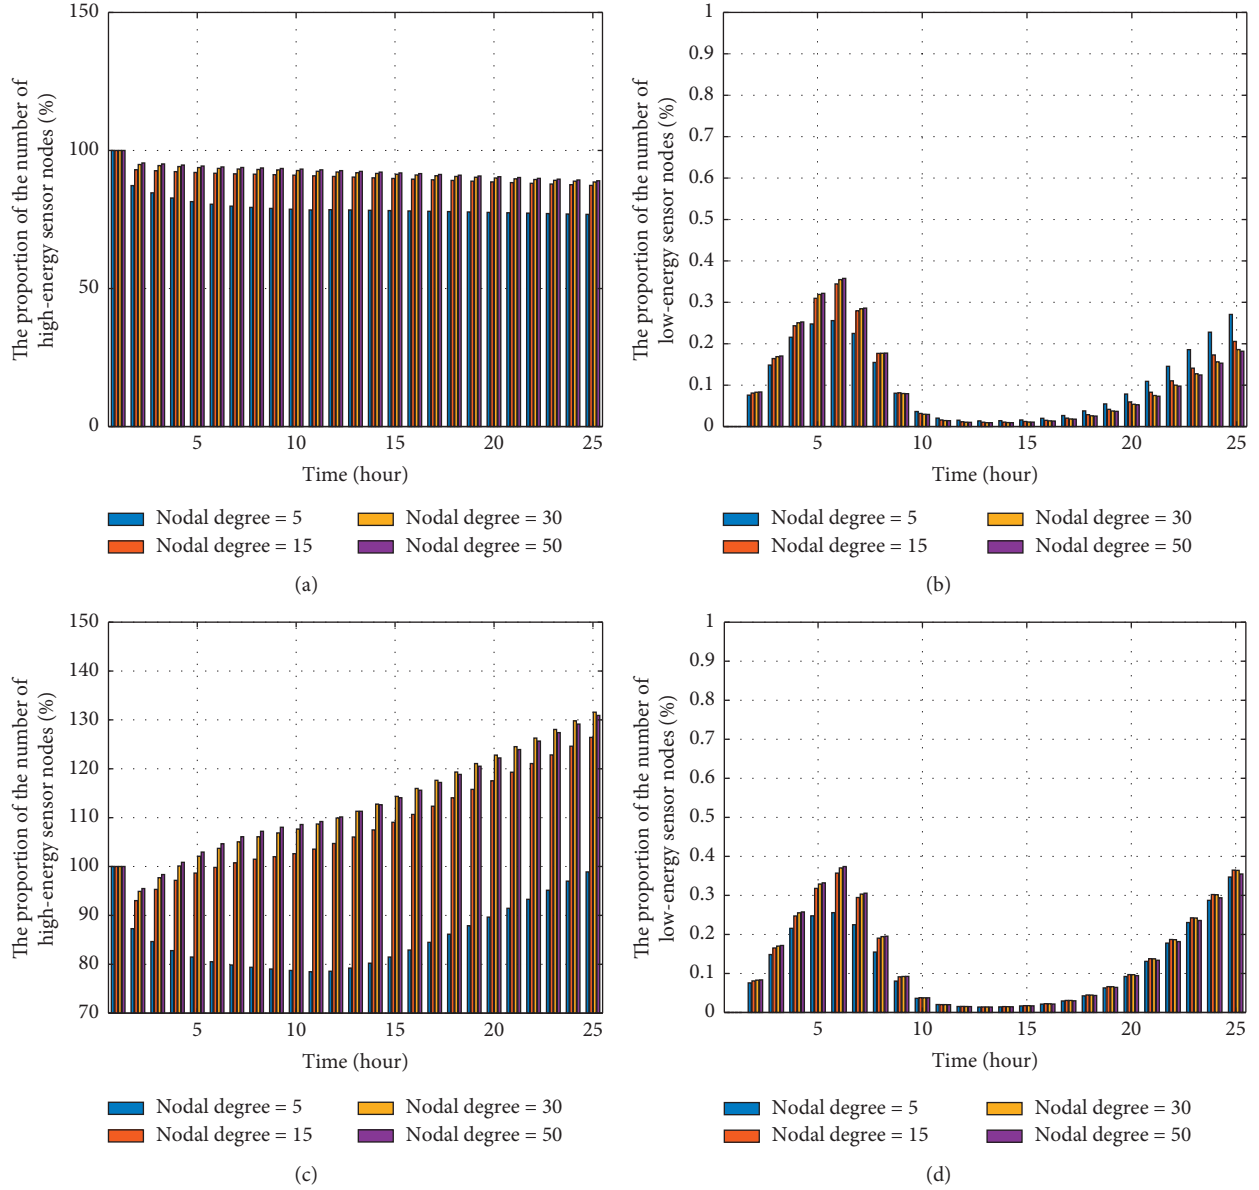 The proportion of the number of
high-energy sensor nodes (%)
150
100
50
0
5
10
15
20
25
Time (hour)
Nodal degree = 5
Nodal degree = 15
Nodal degree = 30
Nodal degree = 50
(a)
The proportion of the number of
low-energy sensor nodes (%)
1
0.9
0.8
0.7
0.6
0.5
0.4
0.3
0.2
0.1
0
5
10
15
20
25
Time (hour)
Nodal degree = 5
Nodal degree = 15
Nodal degree = 30
Nodal degree = 50
(b)
The proportion of the number of
high-energy sensor nodes (%)
150
140
130
120
110
100
90
80
70
5
10
15
20
25
Time (hour)
Nodal degree = 5
Nodal degree = 15
Nodal degree = 30
Nodal degree = 50
(c)
The proportion of the number of
low-energy sensor nodes (%)
1
0.9
0.8
0.7
0.6
0.5
0.4
0.3
0.2
0.1
0
5
10
15
20
25
Time (hour)
Nodal degree = 5
Nodal degree = 15
Nodal degree = 30
Nodal degree = 50
(d)